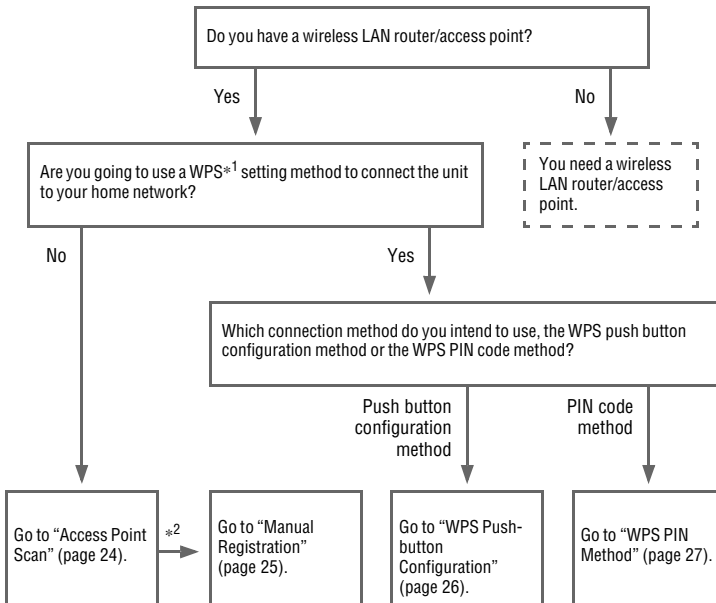 Do you have a wireless LAN router/access point?
Yes
No
Are you going to use a WPS*1 setting method to connect the unit
to your home network?
You need a wireless
LAN router/access
point.
No
Yes
Which connection method do you intend to use, the WPS push button
configuration method or the WPS PIN code method?
Push button
configuration
method
PIN code
method
Go to “Access Point
Scan” (page 24).
*2
Go to “Manual
Registration”
(page 25).
Go to “WPS Push-
button
Configuration”
(page 26).
Go to “WPS PIN
Method” (page 27).